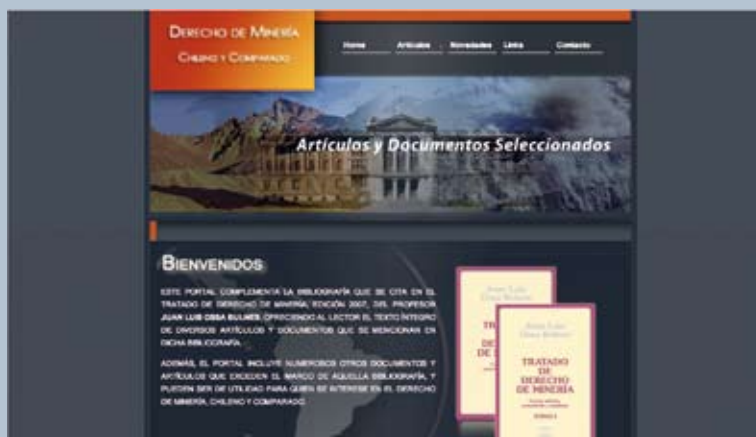 DERECHO DE MINERÍA
CHILENO Y COMPARADO
Home Artículos Novedades Links Contacto
Artículos y Documentos Seleccionados
BIENVENIDOS
ESTE PORTAL COMPLEMENTA LA BIBLIOGRAFÍA QUE SE CITA EN EL
TRATADO DE DERECHO DE MINERÍA, EDICIÓN 2007, DEL PROFESOR
JUAN LUIS OSSA BULNES, OFRECIENDO AL LECTOR EL TEXTO ÍNTEGRO
DE DIVERSOS ARTÍCULOS Y DOCUMENTOS QUE SE MENCIONAN EN
DICHA BIBLIOGRAFÍA.
ADEMÁS, EL PORTAL INCLUYE NUMEROSOS OTROS DOCUMENTOS Y
ARTÍCULOS QUE EXCEDEN EL MARCO DE AQUELLA BIBLIOGRAFÍA, Y
PUEDEN SER DE UTILIDAD PARA QUIEN SE INTERESE EN EL DERECHO
DE MINERÍA, CHILENO Y COMPARADO.
TRATADO
DE
DERECHO
DE MINERÍA